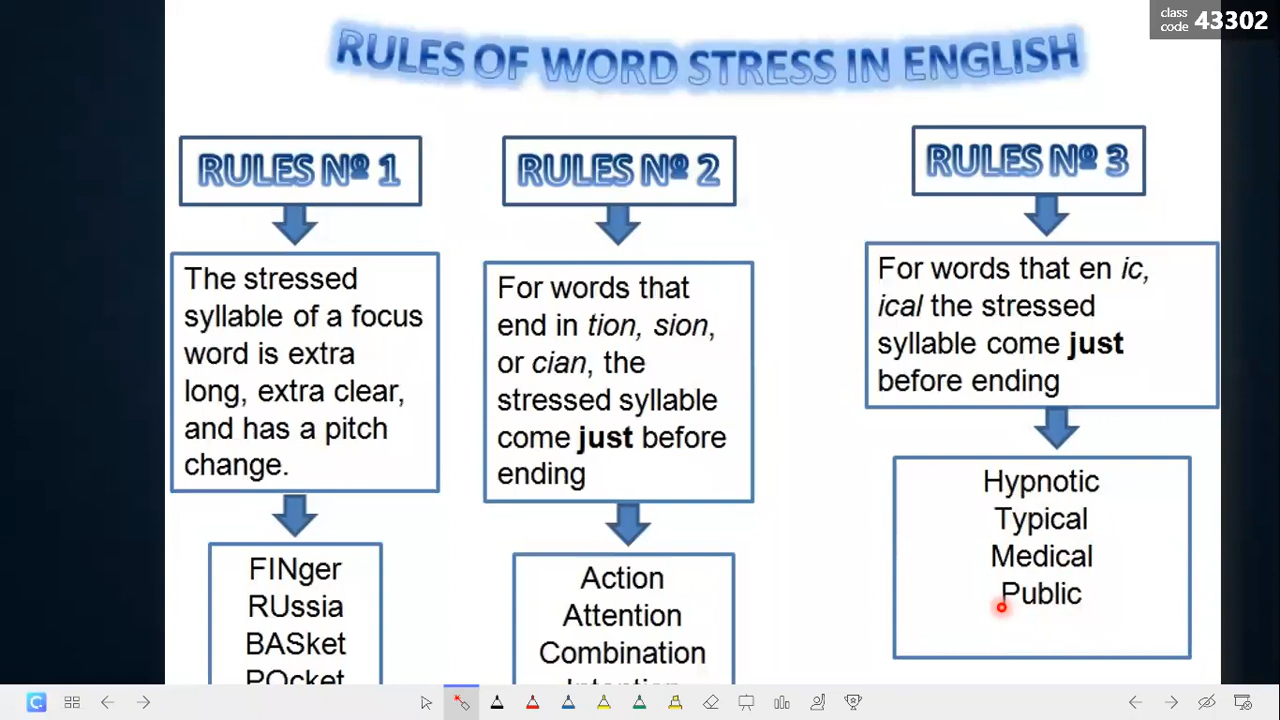 class
code 43302
RULES OF WORD STRESS IN ENGLISH
RULES Nº 1
The stressed
syllable of a focus
word is extra
long, extra clear,
and has a pitch
change.
FINger
RUssia
BASket
POcket
RULES Nº 2
For words that
end in tion, sion,
or cian, the
stressed syllable
come just before
ending
Action
Attention
Combination
RULES Nº 3
For words that en ic,
ical the stressed
syllable come just
before ending
Hypnotic
Typical
Medical
Public